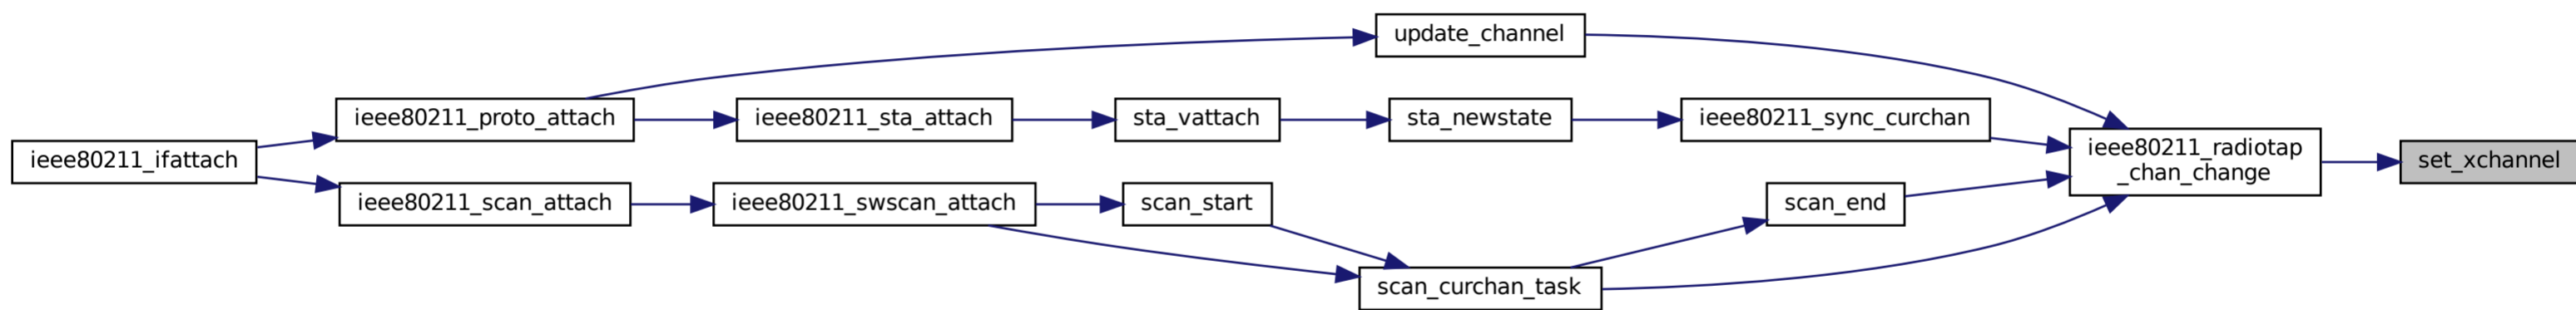 update_channel
ieee80211_proto_attach
ieee80211_sta_attach
sta_vattach
sta_newstate
ieee80211_sync_curchan
ieee80211_ifattach
ieee80211_radiotap
_chan_change
set_xchannel
ieee80211_scan_attach
ieee80211_swscan_attach
scan_start
scan_end
scan_curchan_task